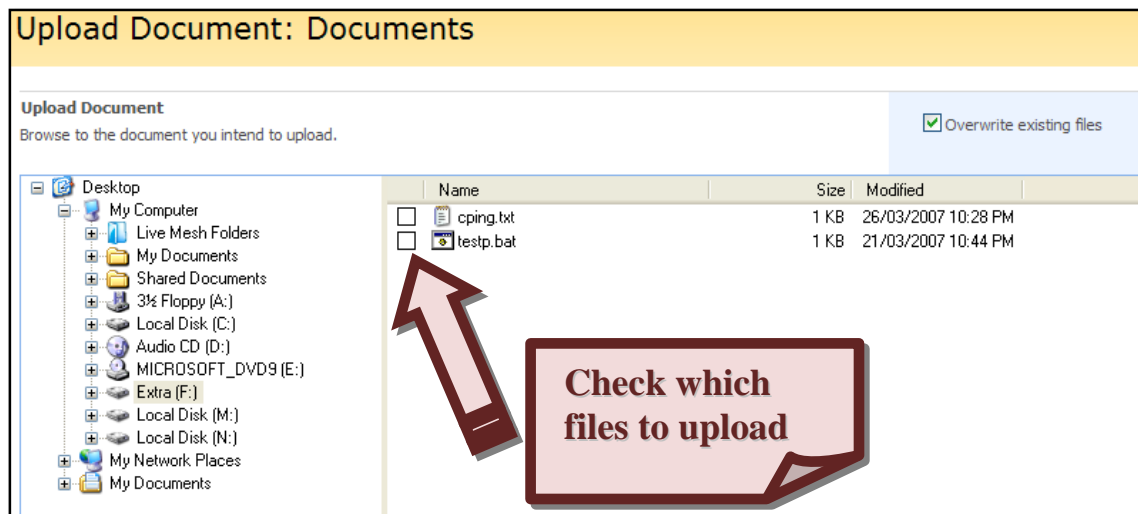 Upload Document: Documents
Upload Document
Browse to the document you intend to upload.
Overwrite existing files
Desktop
My Computer
Live Mesh Folders
My Documents
Shared Documents
3½ Floppy (A:)
Local Disk (C:)
Audio CD (D:)
MICROSOFT_DVD9 (E:)
Extra (F:)
Local Disk (M:)
Local Disk (N:)
My Network Places
My Documents
Name Size Modified
cping.txt 1 KB 26/03/2007 10:28 PM
testp.bat 1 KB 21/03/2007 10:44 PM
Check which
files to upload